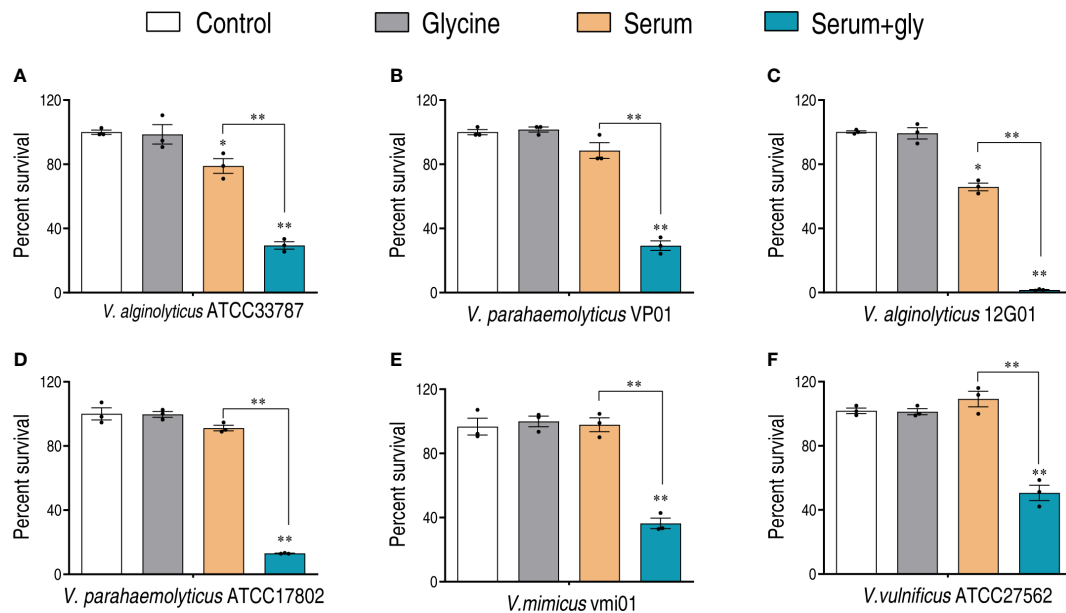 Control Glycine Serum Serum+gly
A B C
120 ** 120 ** 120 **
Percent survival 80 * Percent survival 80 Percent survival 80 *
40 ** 40 ** 40 **
0 0 0
V. alginolyticus ATCC33787 V. parahaemolyticus VP01 V. alginolyticus 12G01
D E F
120 ** 120 ** 120 **
Percent survival 80 Percent survival 80 Percent survival 80
40 ** 40 ** 40 **
0 0 0
V. parahaemolyticus ATCC17802 V.mimicus vmi01 V.vulnificus ATCC27562